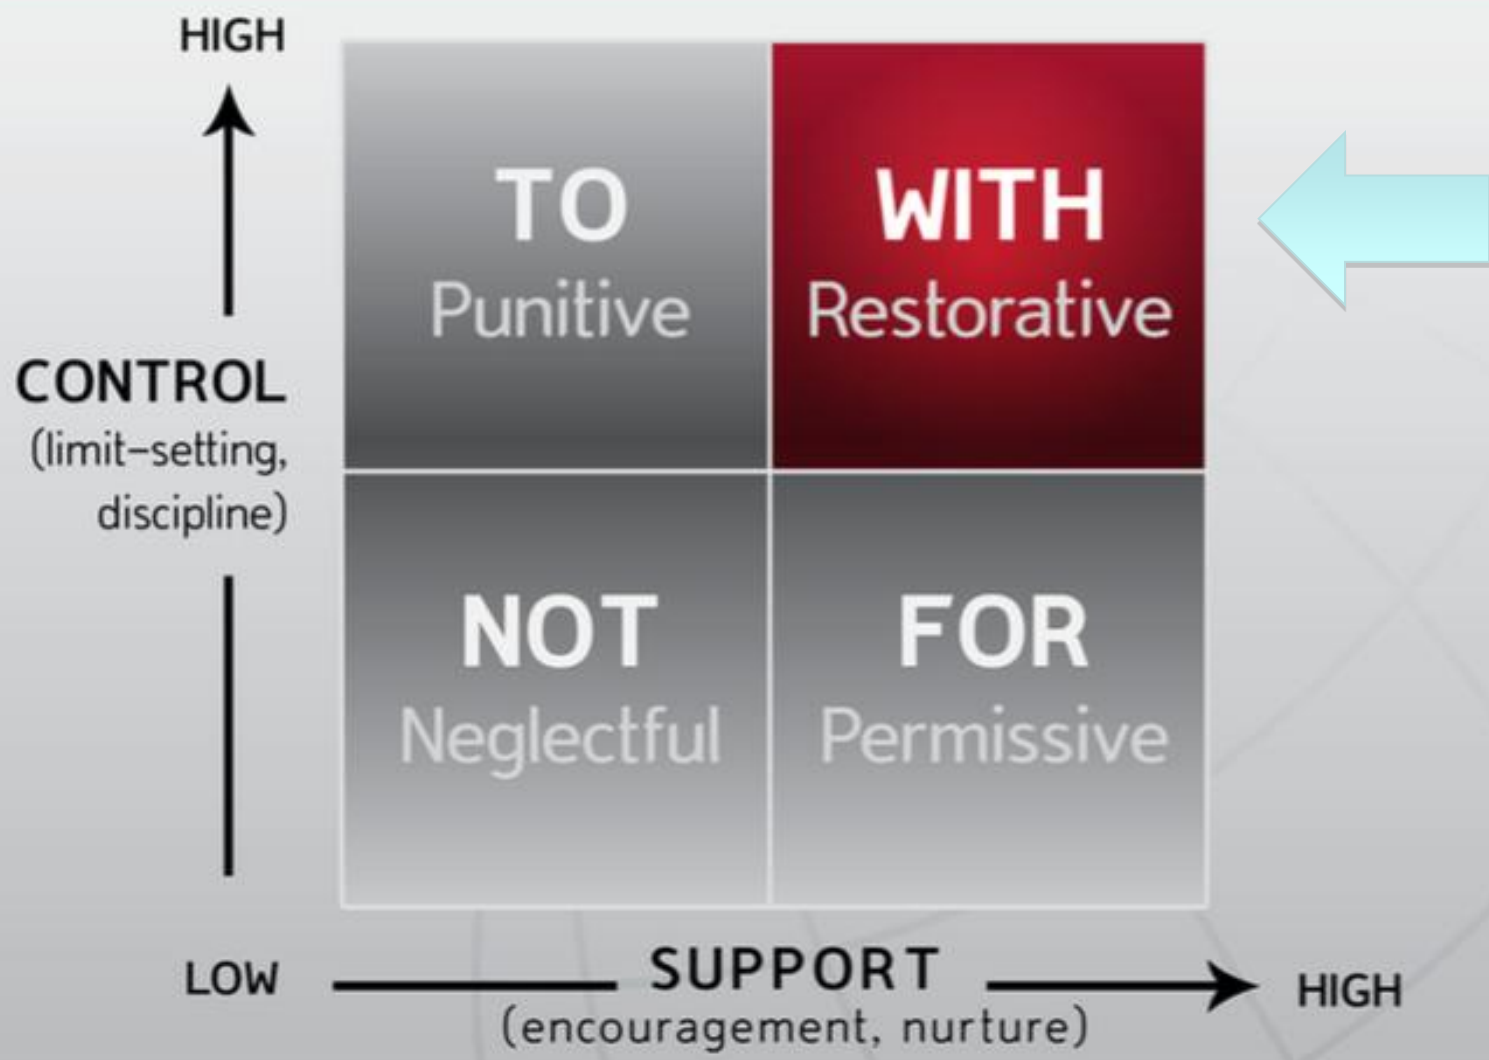 HIGH
TO
WITH
Punitive
Restorative
CONTROL
(limit-setting,
discipline)
NOT
FOR
Neglectful
Permissive
LOW
SUPPORT
HIGH
(encouragement, nurture)